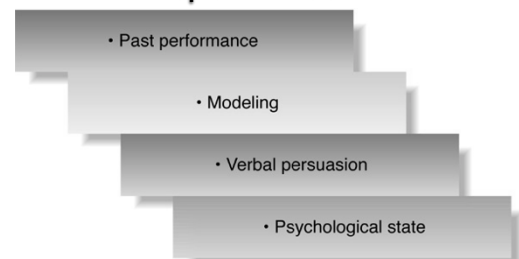 • Past performance
• Modeling
• Verbal persuasion
• Psychological state